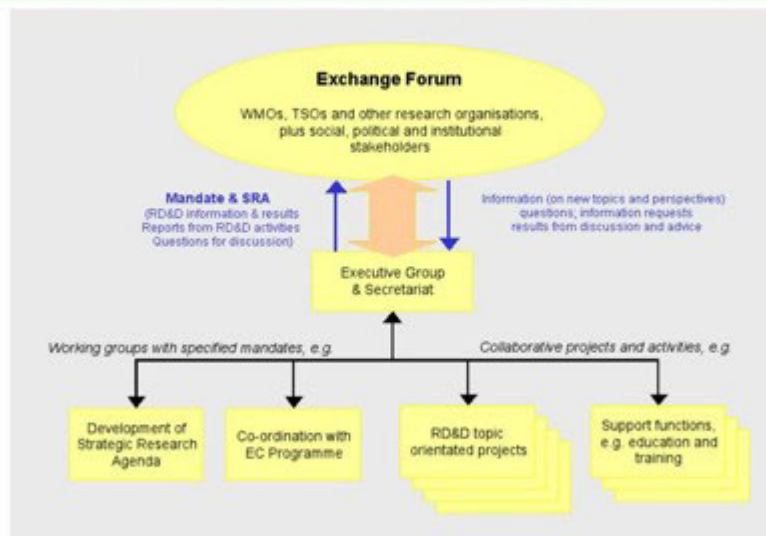 Exchange Forum
WMOs, TSOs and other research organisations,
plus social, political and institutional
stakeholders
Mandate & SRA
(RD&D information & results
Reports from RD&D activities
Questions for discussion)
Information (on new topics and perspectives)
questions; information requests
results from discussion and advice
Executive Group
& Secretariat
Working groups with specified mandates, e.g.
Collaborative projects and activities, e.g.
Development of
Strategic Research
Agenda
Co-ordination with
EC Programme
RD&D topic
orientated projects
Support functions,
e.g. education and
training